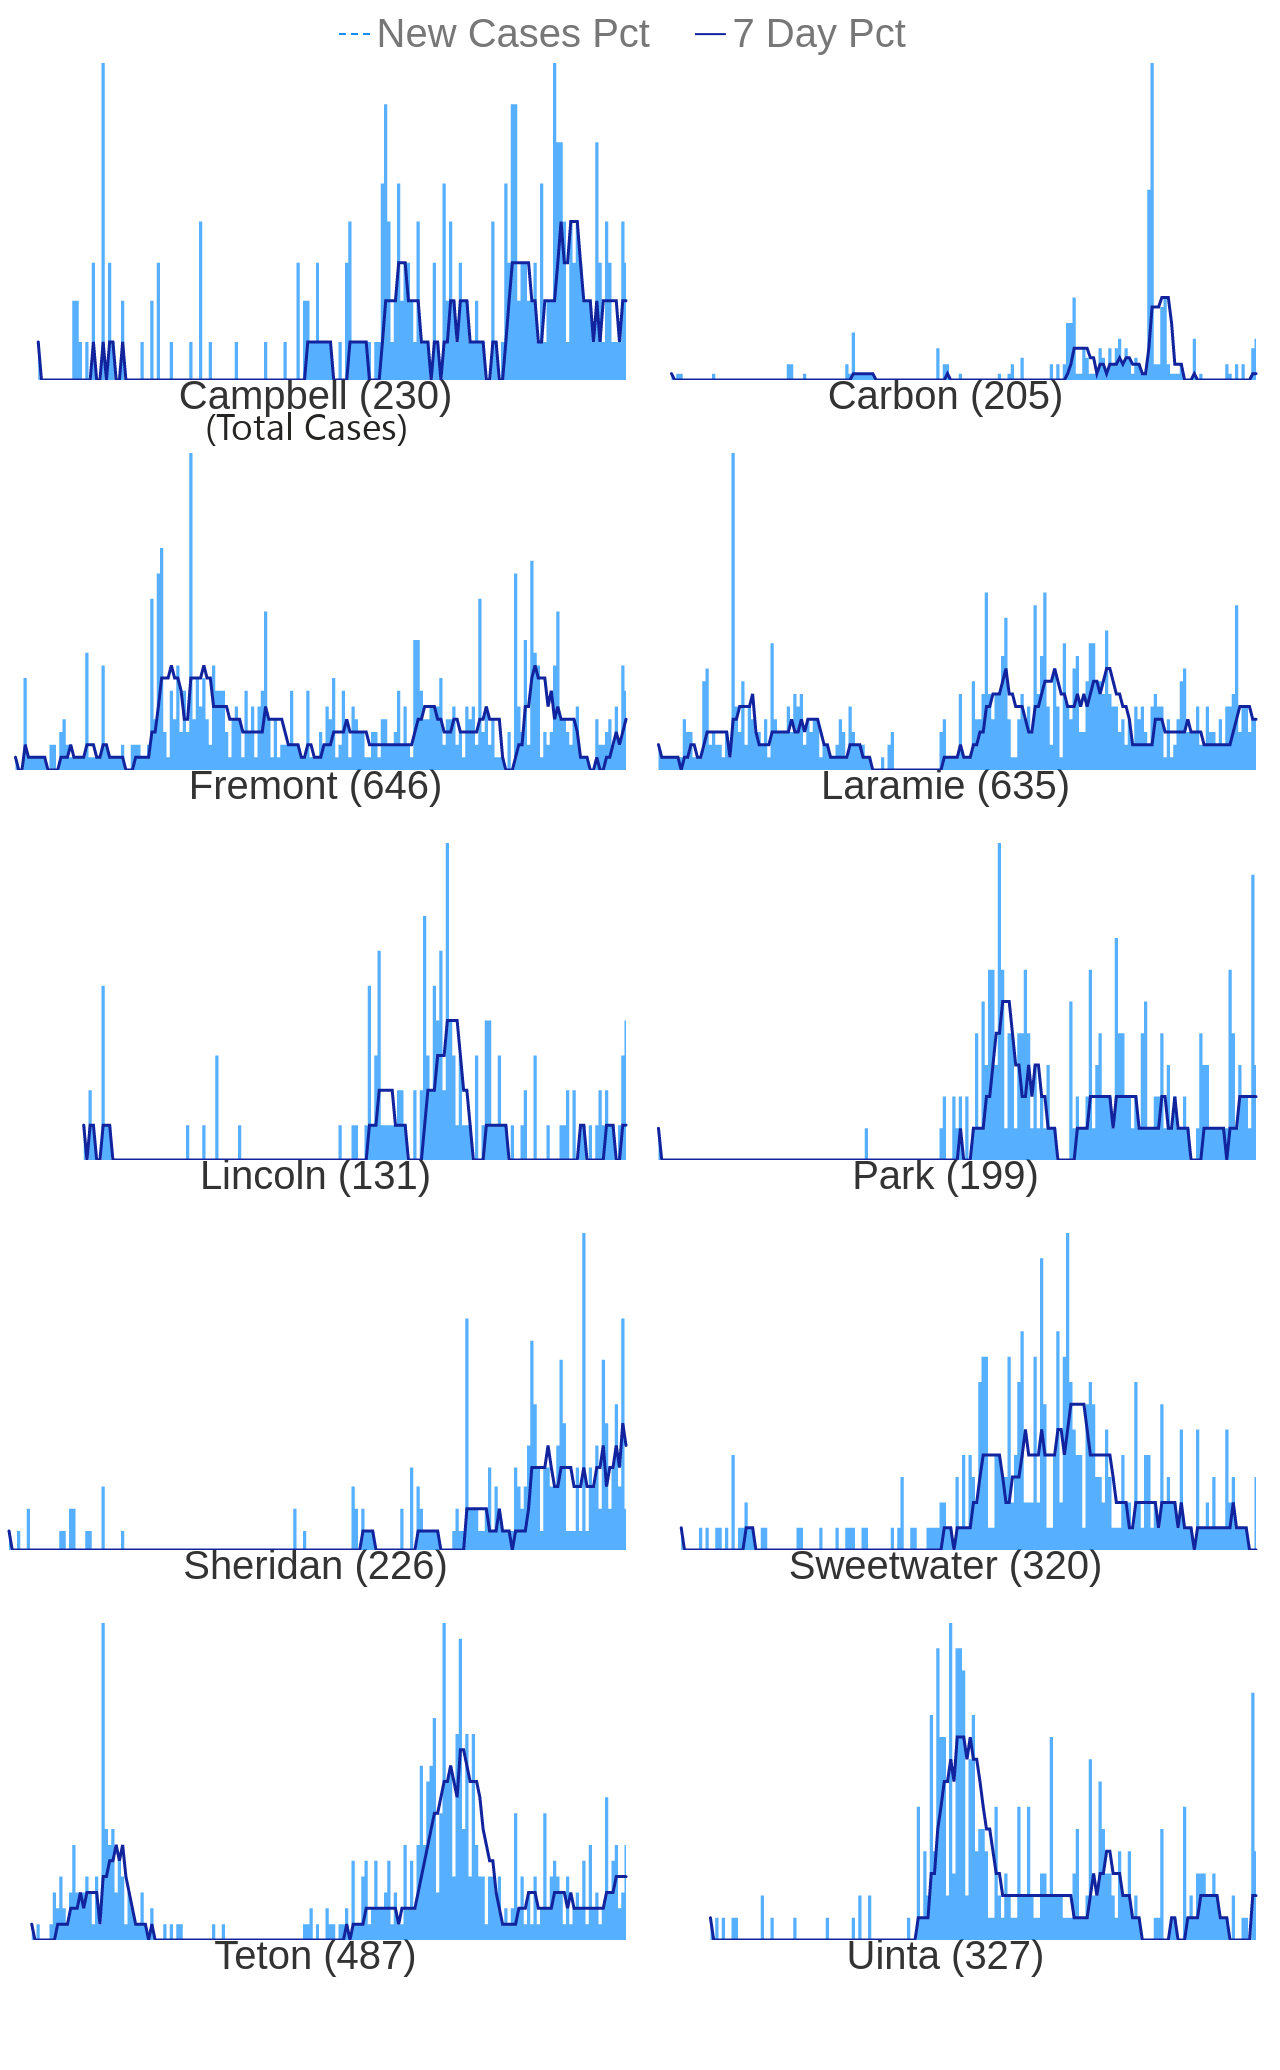 New Cases Pct 7 Day Pct
Campbell (230) Carbon (205)
(Total Cases)
Fremont (646) Laramie (635)
Lincoln (131) Park (199)
Sheridan (226) Sweetwater (320)
Teton (487) Uinta (327)